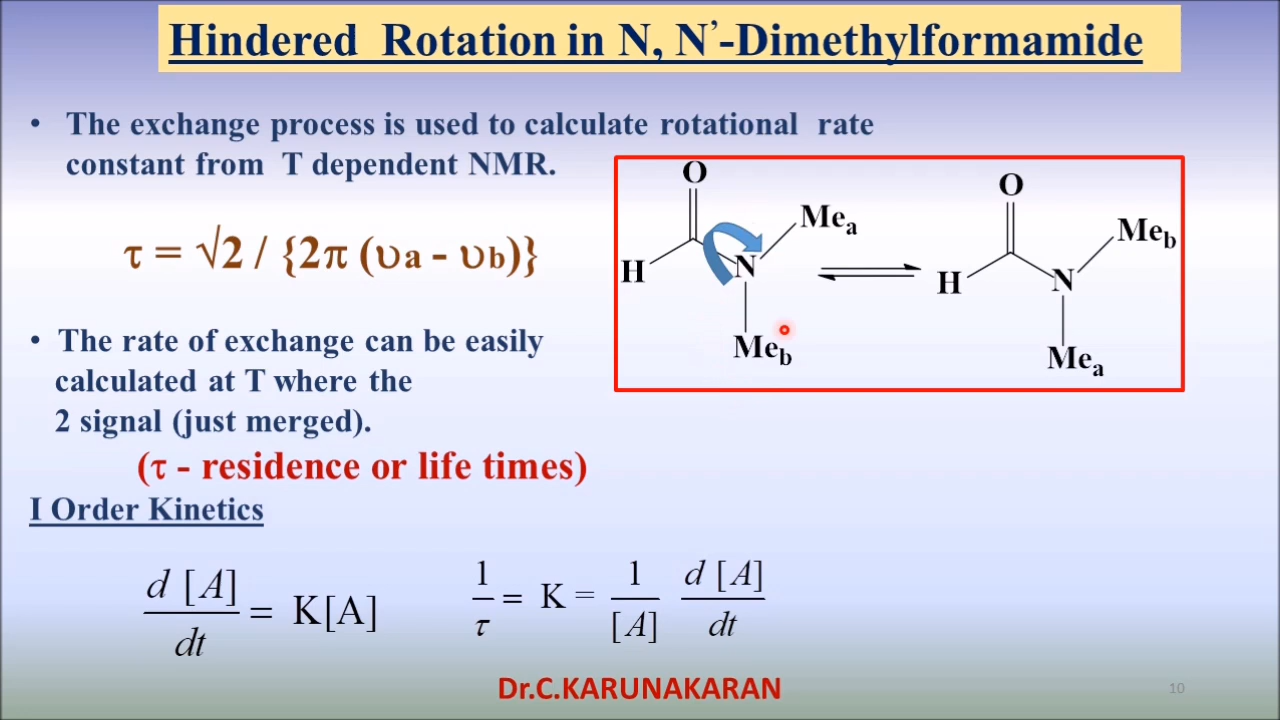 Hindered Rotation in N, N’-Dimethylformamide
• The exchange process is used to calculate rotational rate
constant from T dependent NMR.
τ = √2 / {2π (υa - υb)}
• The rate of exchange can be easily
calculated at T where the
2 signal (just merged).
(τ - residence or life times)
O
Meₐ
H
N
Me_b
O
Me_b
H
N
Meₐ
I Order Kinetics
d [A]/dt = K[A]
1/τ = K = 1/[A] d [A]/dt
Dr.C.KARUNAKARAN
10